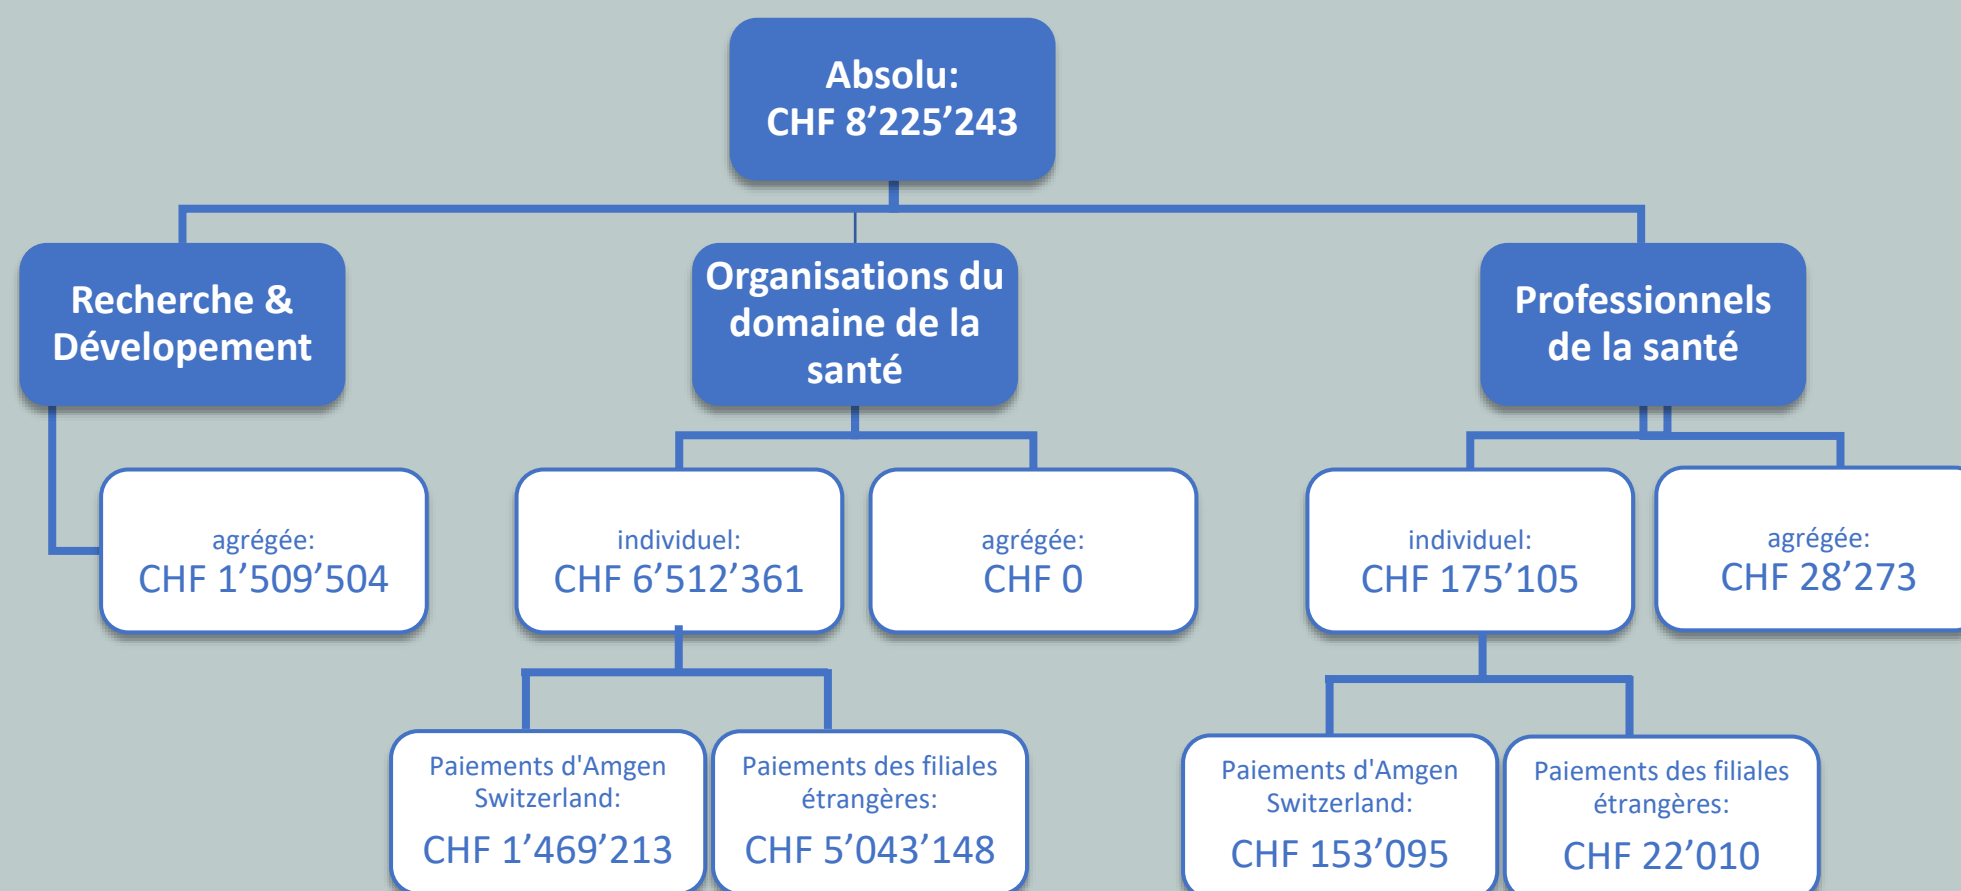 Absolu:
CHF 8’225’243
Recherche &
Dévelopement
Organisations du
domaine de la
santé
Professionnels
de la santé
agrégée:
CHF 1’509’504
individuel:
CHF 6’512’361
agrégée:
CHF 0
individuel:
CHF 175’105
agrégée:
CHF 28’273
Paiements d'Amgen
Switzerland:
CHF 1’469’213
Paiements des filiales
étrangères:
CHF 5’043’148
Paiements d'Amgen
Switzerland:
CHF 153’095
Paiements des filiales
étrangères:
CHF 22’010